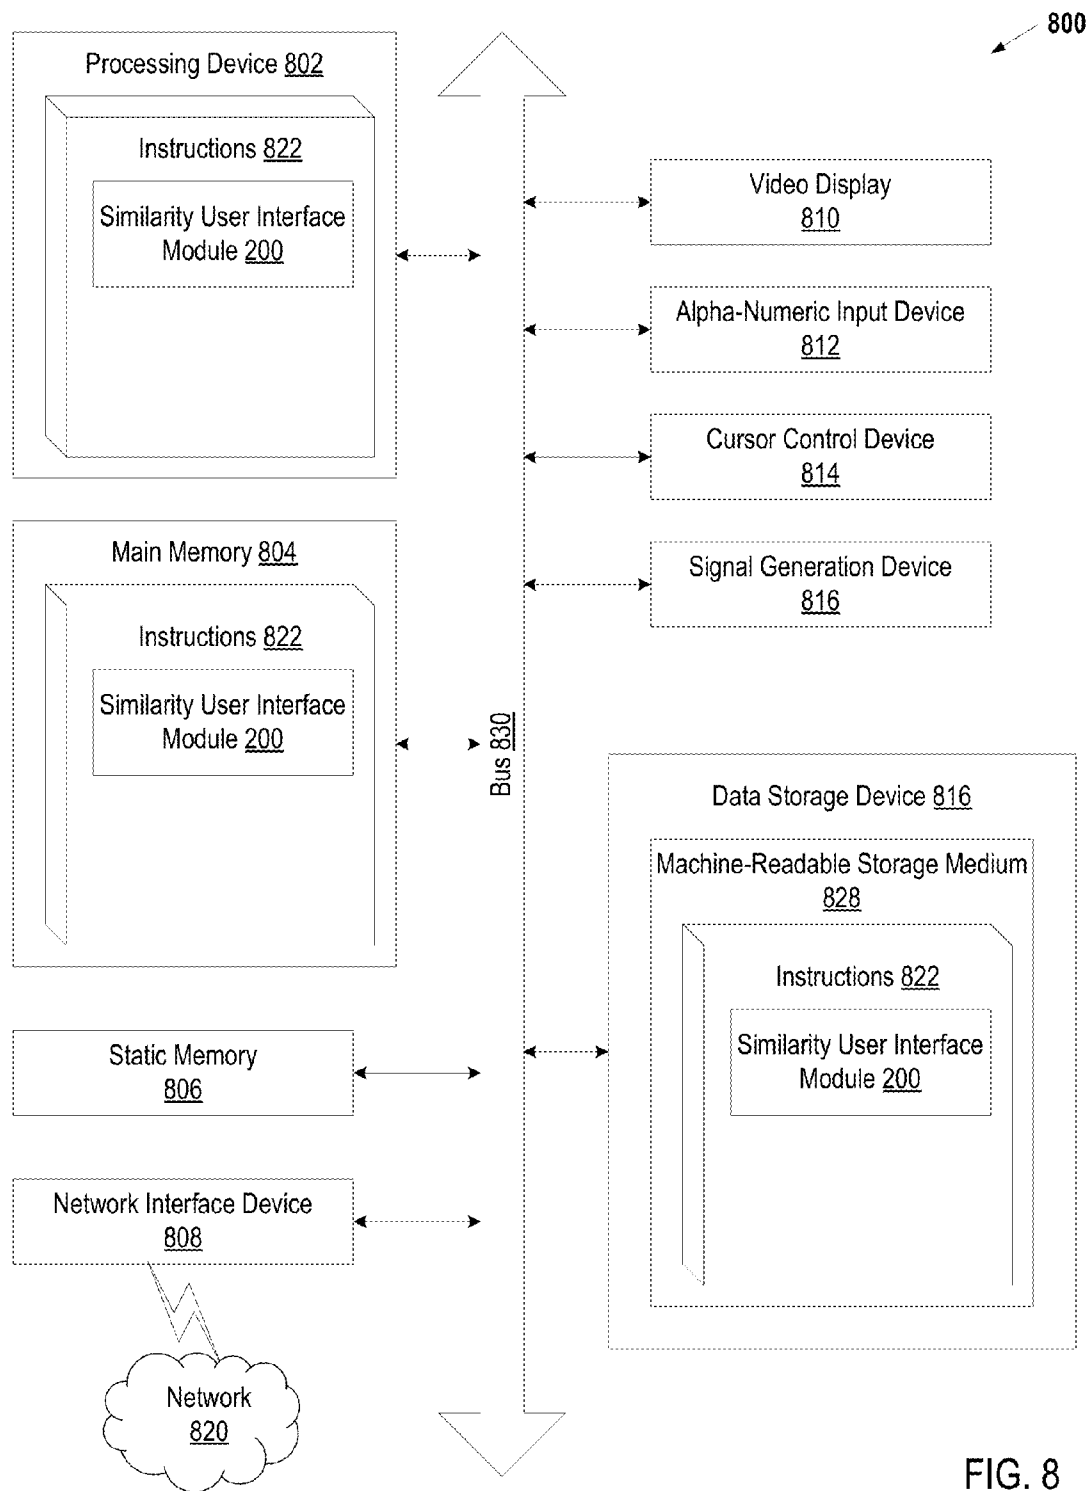 800
Processing Device 802
Instructions 822
Similarity User Interface
Module 200
Main Memory 804
Instructions 822
Similarity User Interface
Module 200
Static Memory
806
Network Interface Device
808
Network
820
Bus 830
Video Display
810
Alpha-Numeric Input Device
812
Cursor Control Device
814
Signal Generation Device
816
Data Storage Device 816
Machine-Readable Storage Medium
828
Instructions 822
Similarity User Interface
Module 200
FIG. 8